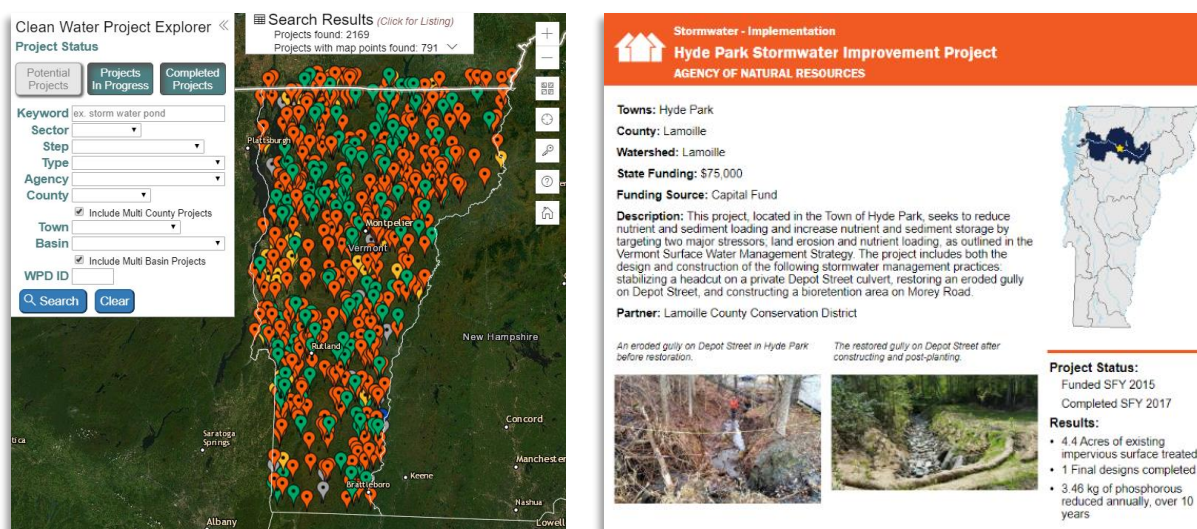 Clean Water Project Explorer «
Project Status
Potential Projects
Projects In Progress
Completed Projects
Keyword ex. storm water pond
Sector
Step
Type
Agency
County
Include Multi County Projects
Town
Basin
Include Multi Basin Projects
WPD ID
Search Clear
Search Results (Click for Listing)
Projects found: 2169
Projects with map points found: 791
Plattsburgh
Montpelier
Vermont
Rutland
New Hampshire
Concord
Saratoga
Springs
Manchester
Keene
Brattleboro
Nashua
Albany
Lowell
Stormwater - Implementation
Hyde Park Stormwater Improvement Project
AGENCY OF NATURAL RESOURCES
Towns: Hyde Park
County: Lamoille
Watershed: Lamoille
State Funding: $75,000
Funding Source: Capital Fund
Description: This project, located in the Town of Hyde Park, seeks to reduce
nutrient and sediment loading and increase nutrient and sediment storage by
targeting two major stressors; land erosion and nutrient loading, as outlined in the
Vermont Surface Water Management Strategy. The project includes both the
design and construction of the following stormwater management practices:
stabilizing a headcut on a private Depot Street culvert, restoring an eroded gully
on Depot Street, and constructing a bioretention area on Morey Road.
Partner: Lamoille County Conservation District
An eroded gully on Depot Street in Hyde Park
before restoration.
The restored gully on Depot Street after
constructing and post-planting.
Project Status:
Funded SFY 2015
Completed SFY 2017
Results:
• 4.4 Acres of existing
impervious surface treated
• 1 Final designs completed
• 3.46 kg of phosphorous
reduced annually, over 10
years